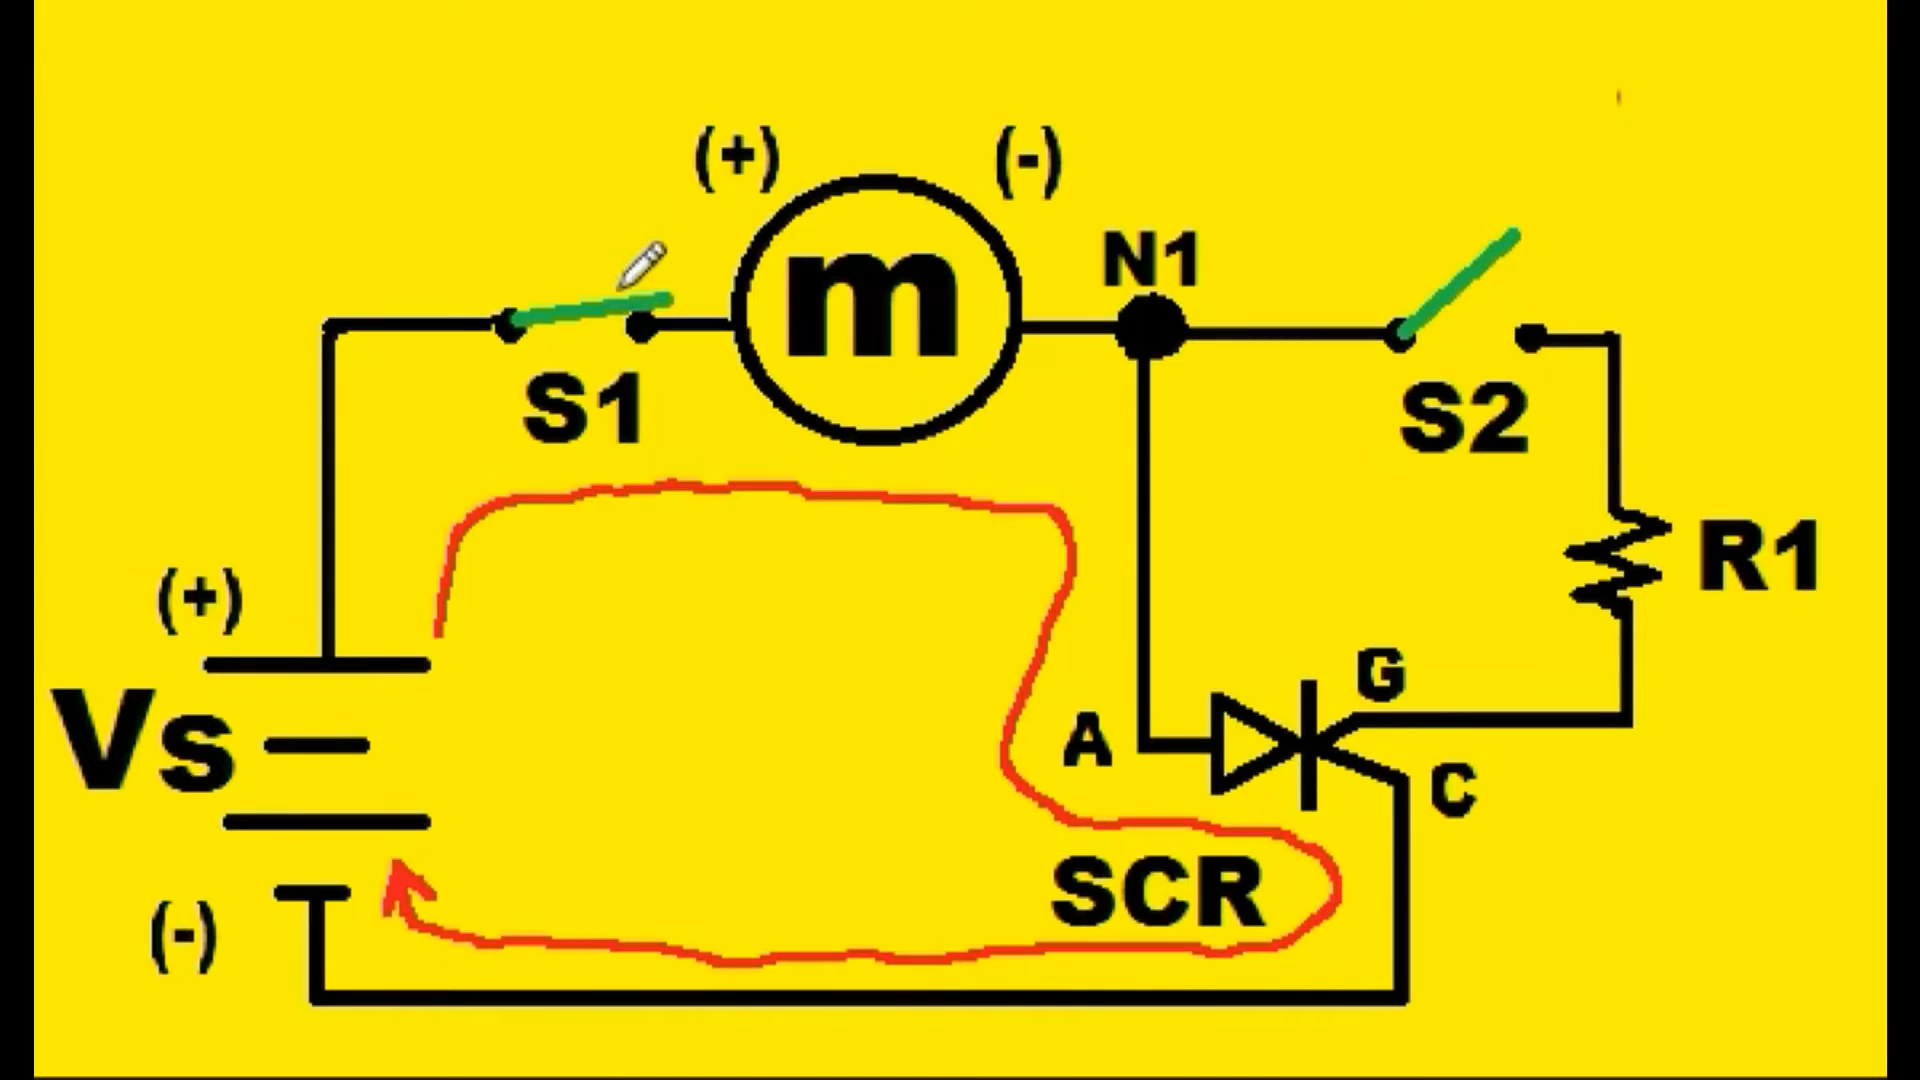 (+)
(-)
m
N1
S1
S2
R1
(+)
Vs
G
A
C
SCR
(-)